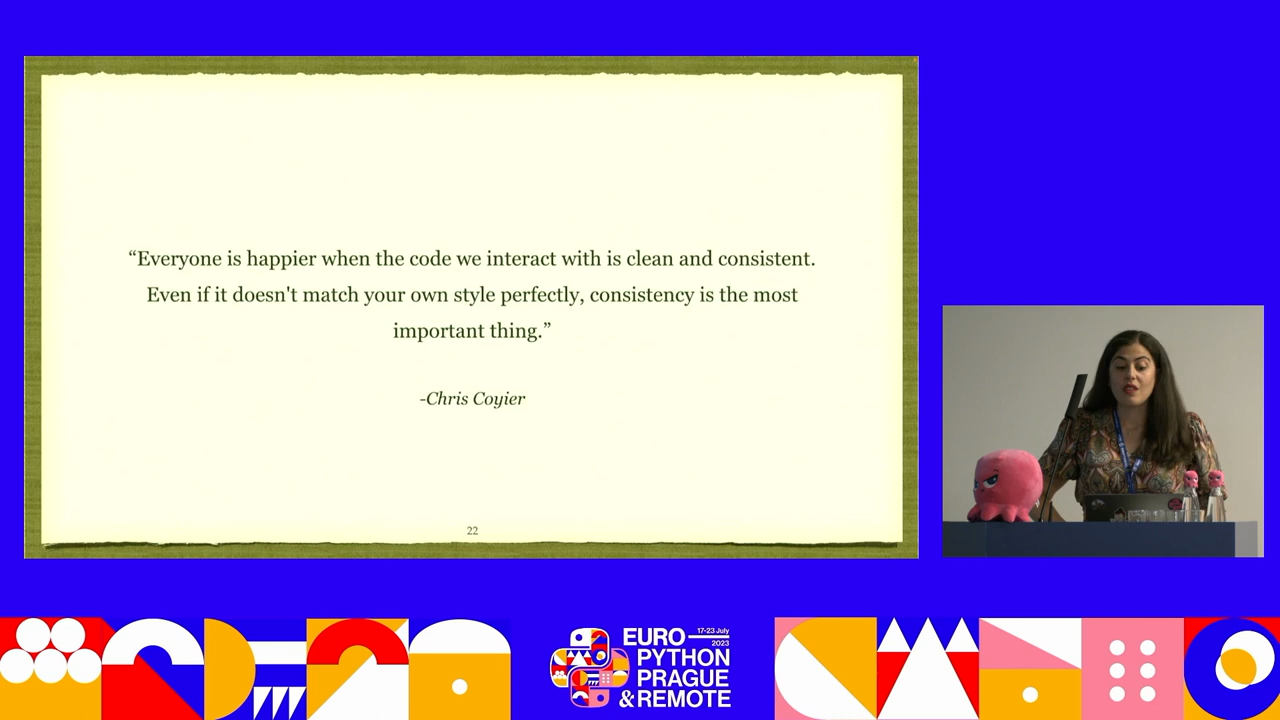 “Everyone is happier when the code we interact with is clean and consistent.
Even if it doesn't match your own style perfectly, consistency is the most
important thing.”
-Chris Coyier
22
EURO
17-23 July
2023
PYTHON
PRAGUE
&REMOTE